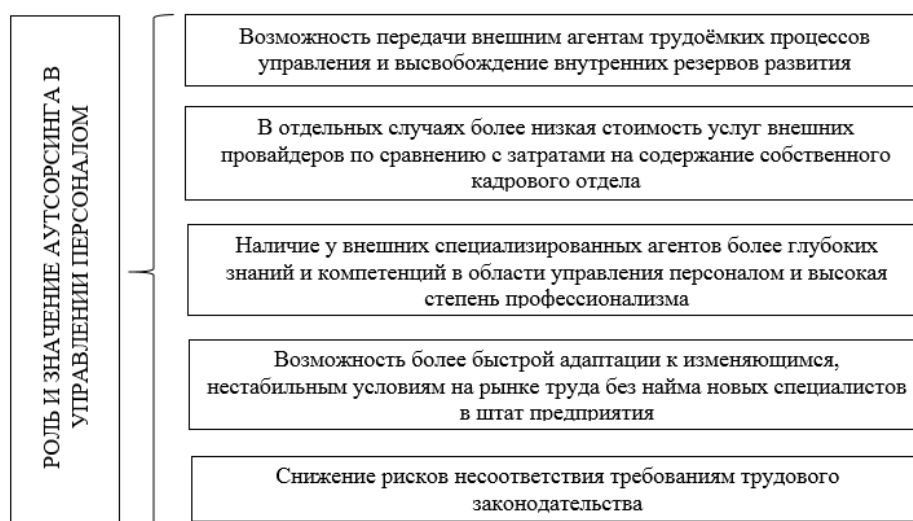 РОЛЬ И ЗНАЧЕНИЕ АУТСОРСИНГА В
УПРАВЛЕНИИ ПЕРСОНАЛОМ
Возможность передачи внешним агентам трудоёмких процессов
управления и высвобождение внутренних резервов развития
В отдельных случаях более низкая стоимость услуг внешних
провайдеров по сравнению с затратами на содержание собственного
кадрового отдела
Наличие у внешних специализированных агентов более глубоких
знаний и компетенций в области управления персоналом и высокая
степень профессионализма
Возможность более быстрой адаптации к изменяющимся,
нестабильным условиям на рынке труда без найма новых специалистов
в штат предприятия
Снижение рисков несоответствия требованиям трудового
законодательства